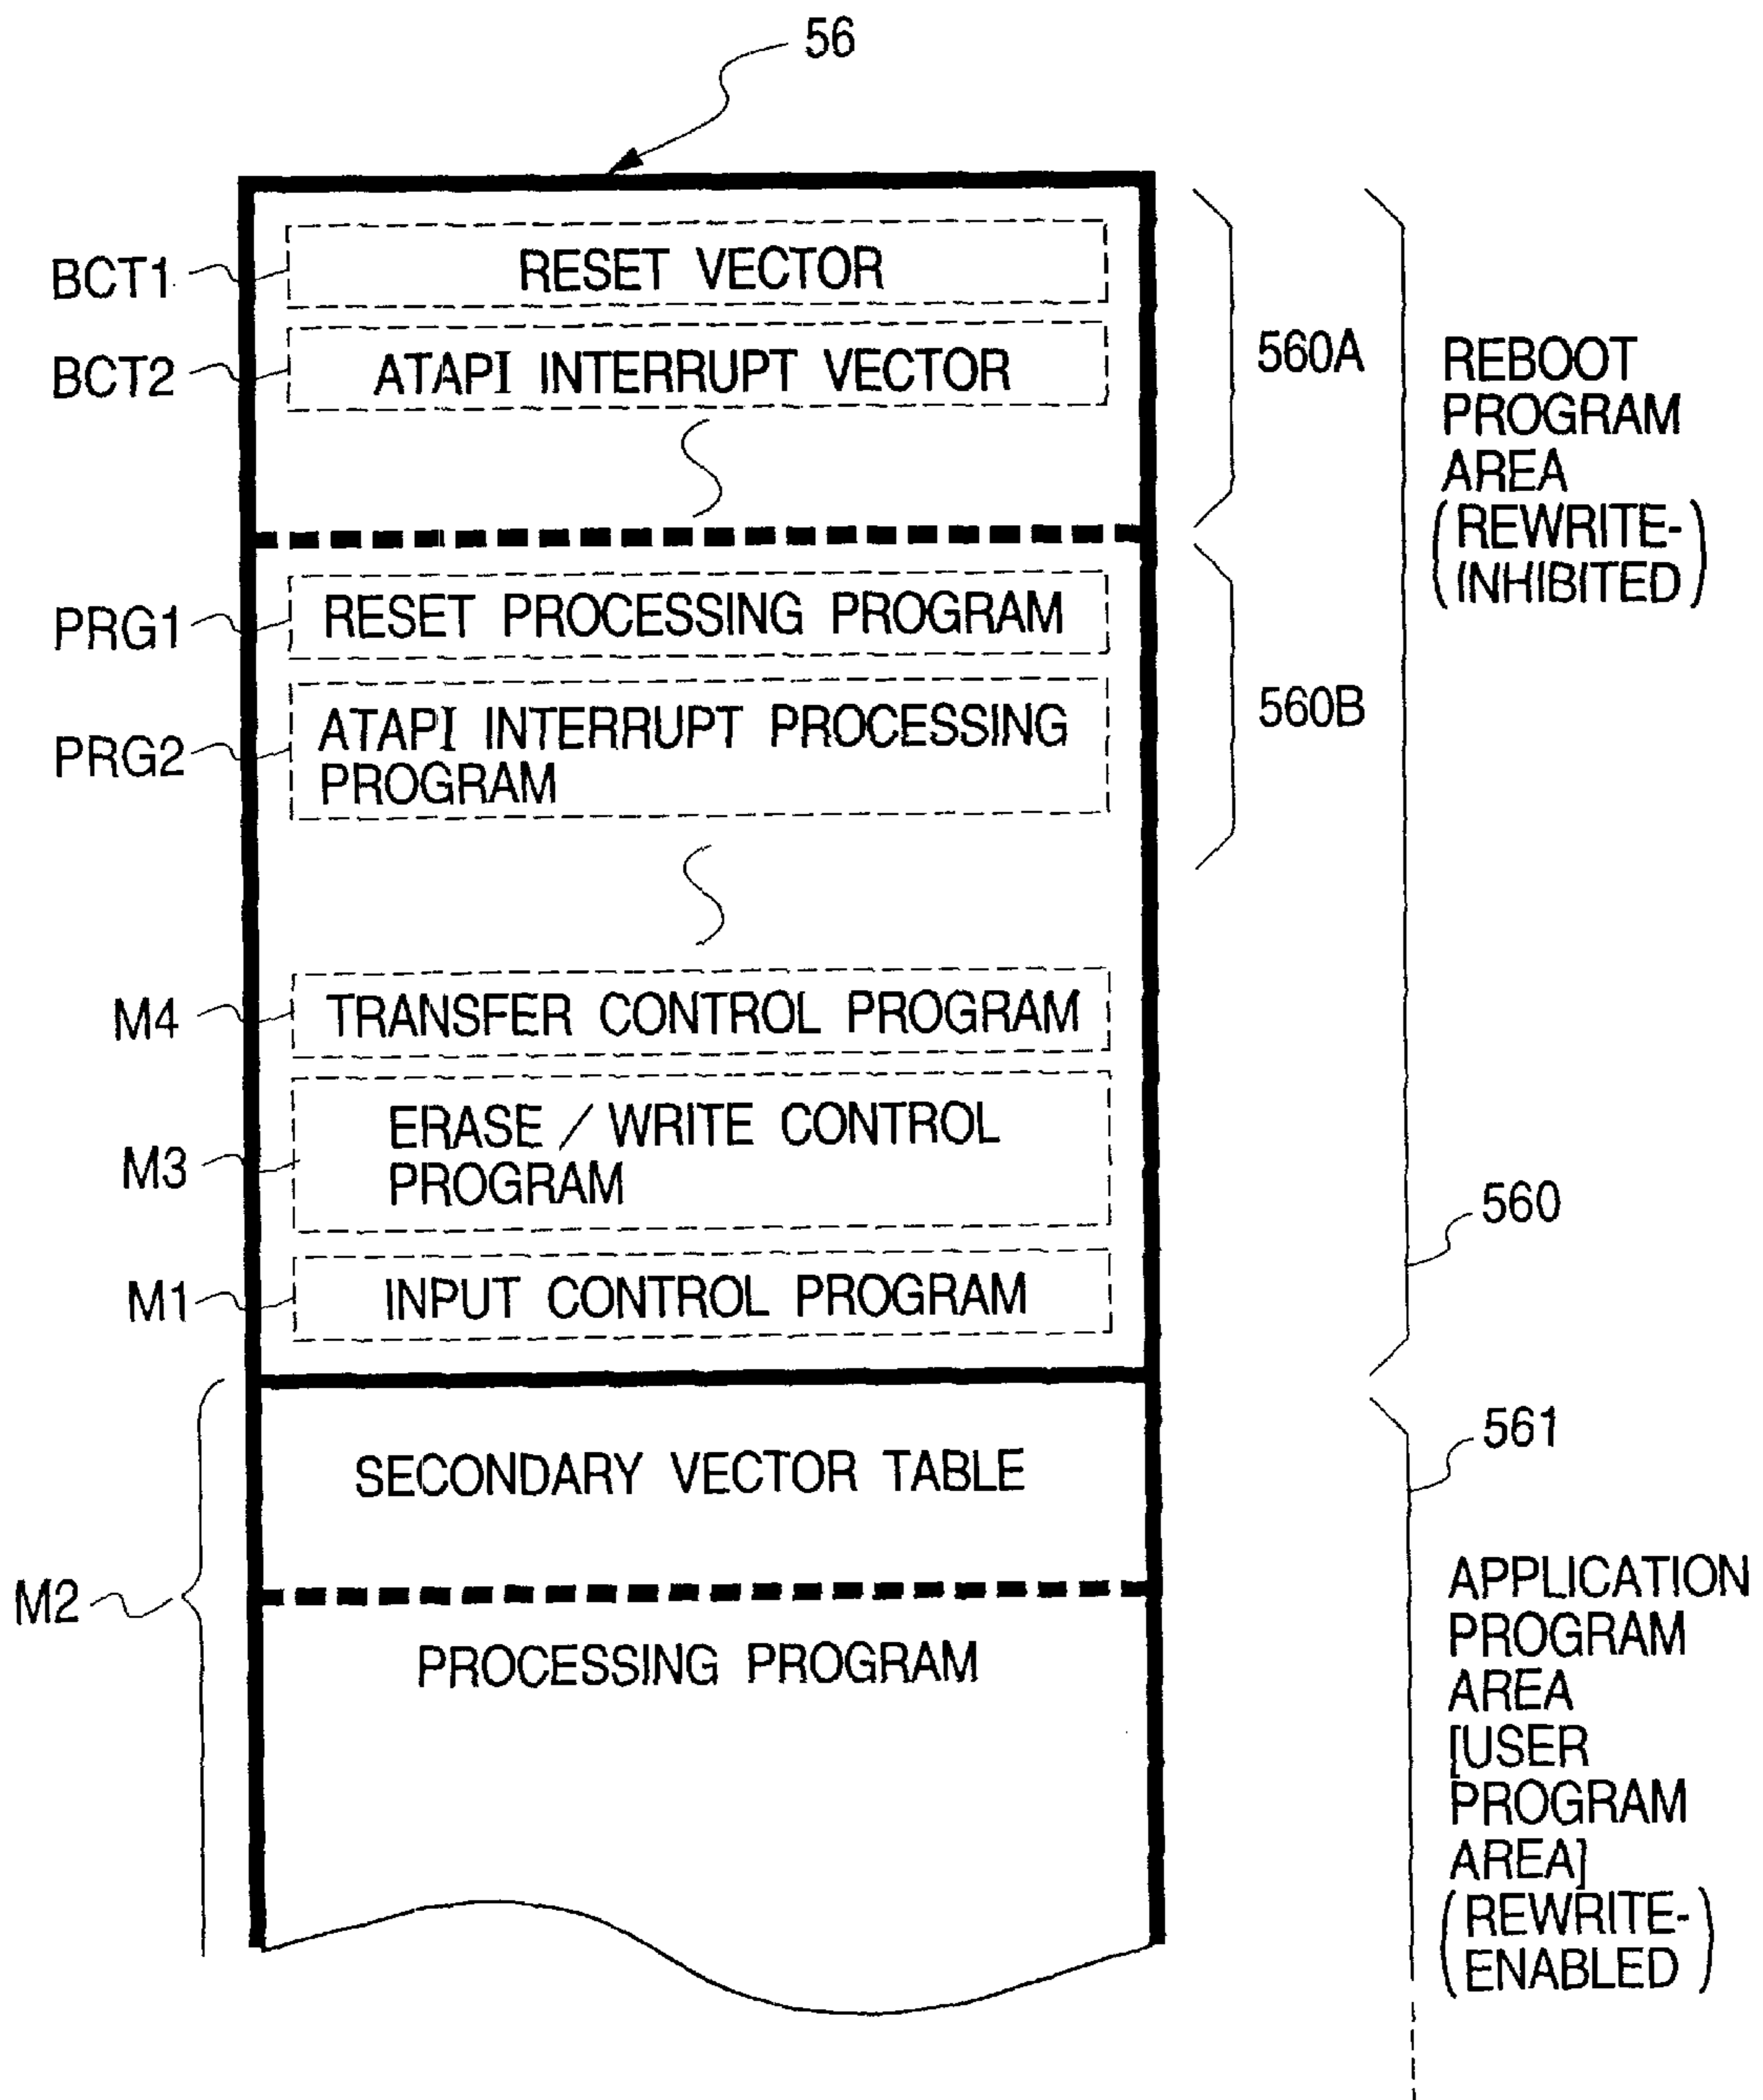 56
BCT1
RESET VECTOR
BCT2
ATAPI INTERRUPT VECTOR
560A
REBOOT
PROGRAM
AREA
(REWRITE-
INHIBITED)
PRG1
RESET PROCESSING PROGRAM
PRG2
ATAPI INTERRUPT PROCESSING
PROGRAM
560B
M4
TRANSFER CONTROL PROGRAM
M3
ERASE / WRITE CONTROL
PROGRAM
560
M1
INPUT CONTROL PROGRAM
561
SECONDARY VECTOR TABLE
M2
PROCESSING PROGRAM
APPLICATION
PROGRAM
AREA
[USER
PROGRAM
AREA]
(REWRITE-
ENABLED)